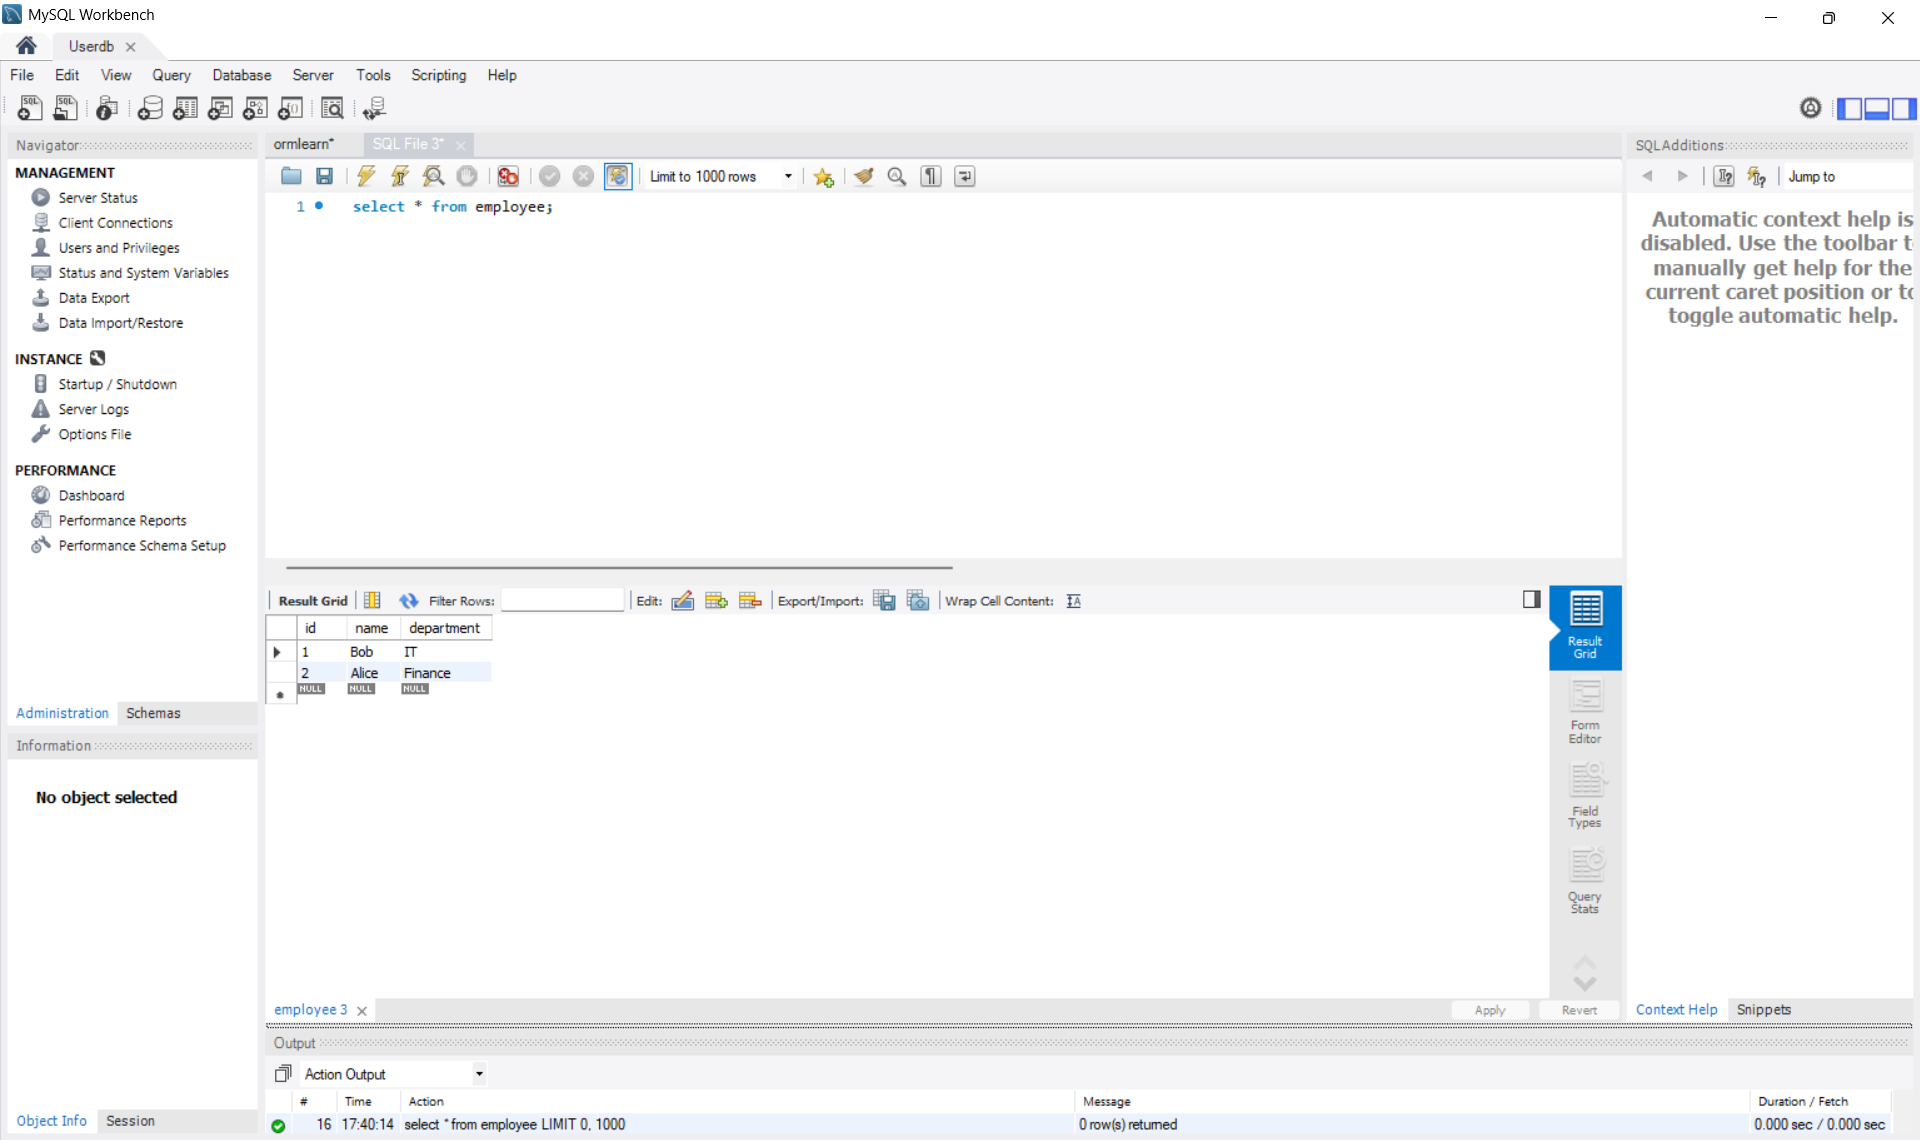 MySQL Workbench
Userdb
File Edit View Query Database Server Tools Scripting Help
Navigator
MANAGEMENT
Server Status
Client Connections
Users and Privileges
Status and System Variables
Data Export
Data Import/Restore
INSTANCE
Startup / Shutdown
Server Logs
Options File
PERFORMANCE
Dashboard
Performance Reports
Performance Schema Setup
Administration Schemas
Information
No object selected
Object Info Session
ormlearn* SQL File 3*
Limit to 1000 rows
1 select * from employee;
Result Grid Filter Rows: Edit: Export/Import: Wrap Cell Content:
id name department
1 Bob IT
2 Alice Finance
NULL NULL NULL
Result
Grid
Form
Editor
Field
Types
Query
Stats
employee 3
Apply Revert
Output
Action Output
# Time Action Message Duration / Fetch
16 17:40:14 select * from employee LIMIT 0, 1000 0 row(s) returned 0.000 sec / 0.000 sec
SQLAdditions
Jump to
Automatic context help is
disabled. Use the toolbar t
manually get help for the
current caret position or to
toggle automatic help.
Context Help Snippets